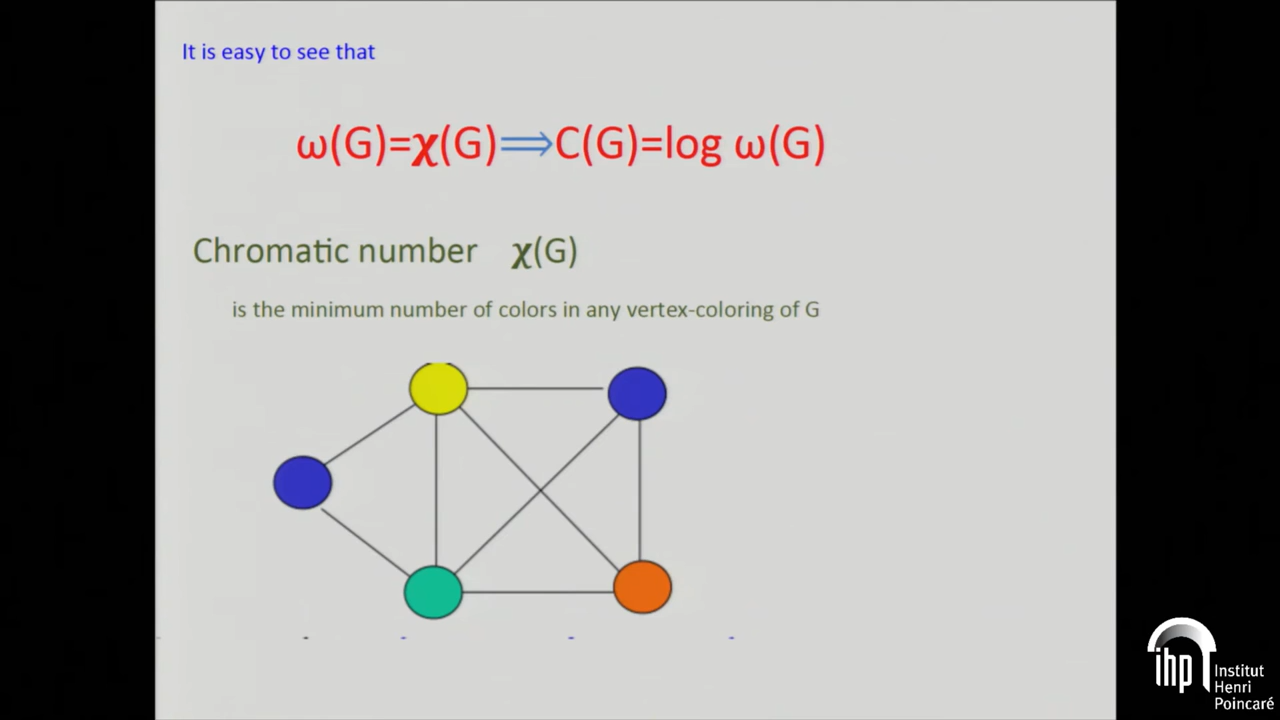 It is easy to see that
ω(G)=χ(G)⟹C(G)=log ω(G)
Chromatic number χ(G)
is the minimum number of colors in any vertex-coloring of G
ihp
Institut
Henri
Poincaré